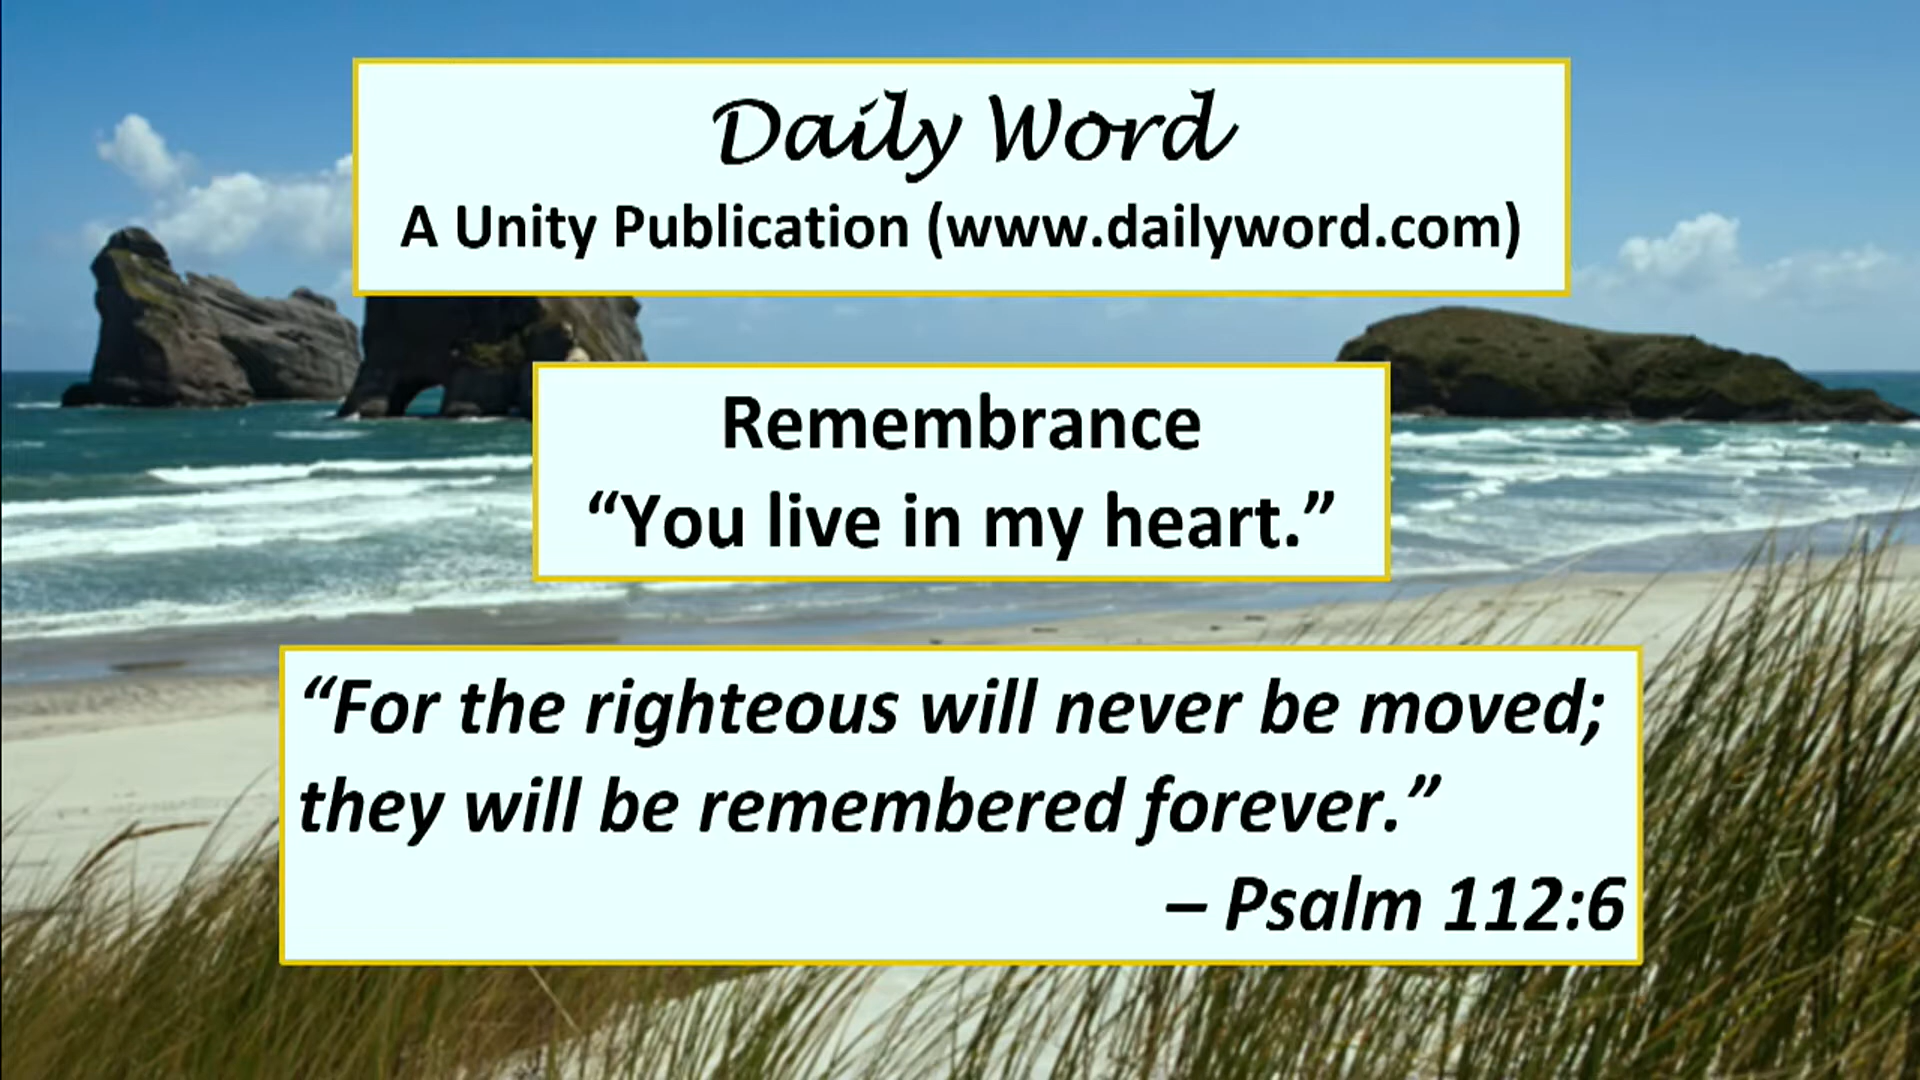 Daily Word
A Unity Publication (www.dailyword.com)
Remembrance
“You live in my heart.”
“For the righteous will never be moved;
they will be remembered forever.”
– Psalm 112:6